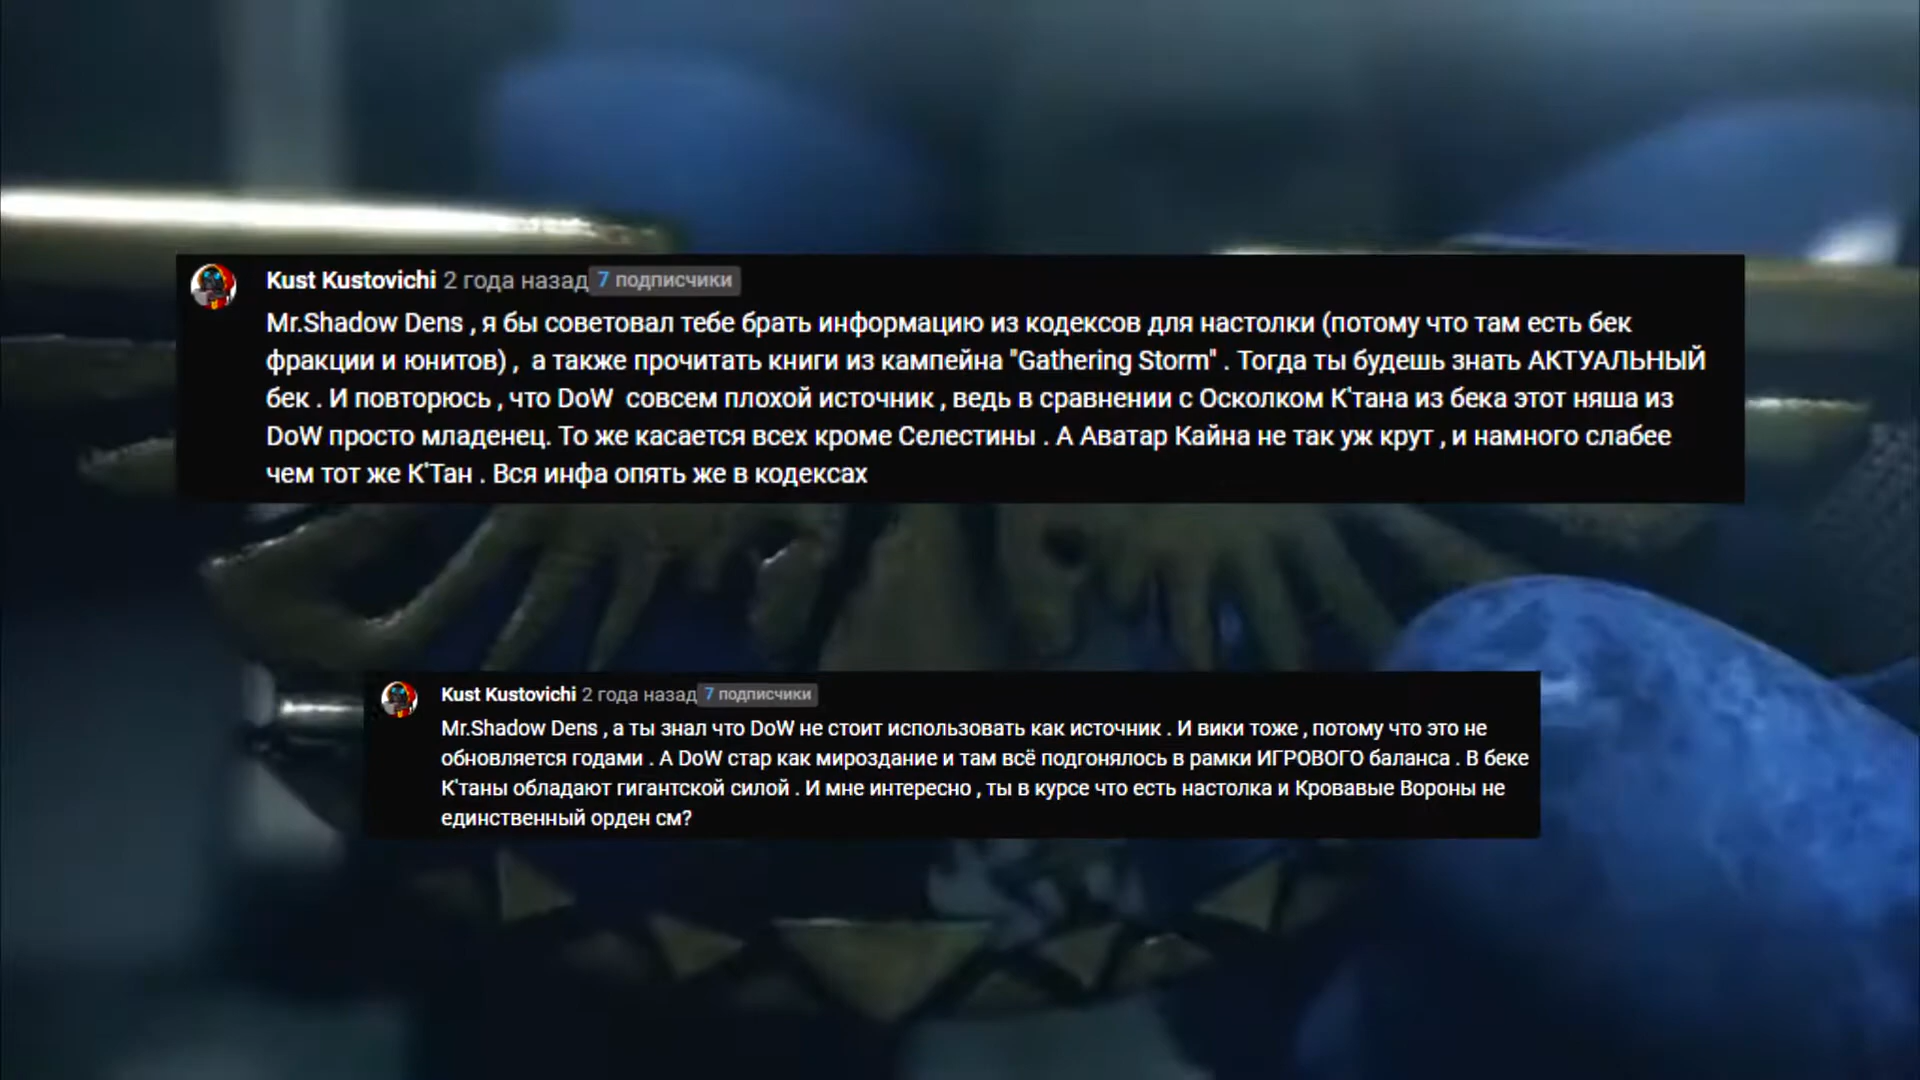 Kust Kustovichi 2 года назад 7 подписчики
Mr.Shadow Dens , я бы советовал тебе брать информацию из кодексов для настолки (потому что там есть бек
фракции и юнитов) , а также прочитать книги из кампейна "Gathering Storm" . Тогда ты будешь знать АКТУАЛЬНЫЙ
бек . И повторюсь , что DoW совсем плохой источник , ведь в сравнении с Осколком К'тана из бека этот няша из
DoW просто младенец. То же касается всех кроме Селестины . А Аватар Кайна не так уж крут , и намного слабее
чем тот же К'Тан . Вся инфа опять же в кодексах
Kust Kustovichi 2 года назад 7 подписчики
Mr.Shadow Dens , а ты знал что DoW не стоит использовать как источник . И вики тоже , потому что это не
обновляется годами . А DoW стар как мироздание и там всё подгонялось в рамки ИГРОВОГО баланса . В беке
К'таны обладают гигантской силой . И мне интересно , ты в курсе что есть настолка и Кровавые Вороны не
единственный орден см?